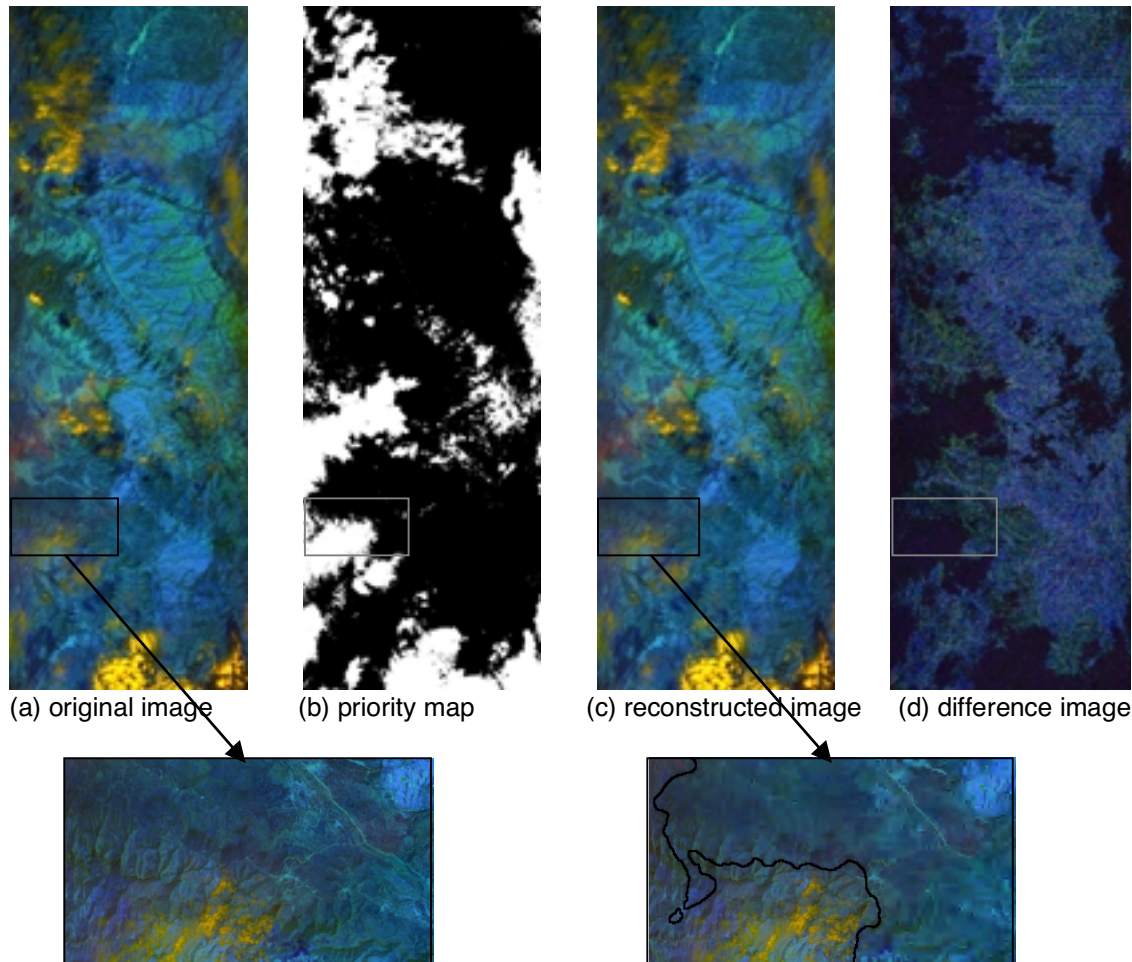 (a) original image
(b) priority map
(c) reconstructed image
(d) difference image